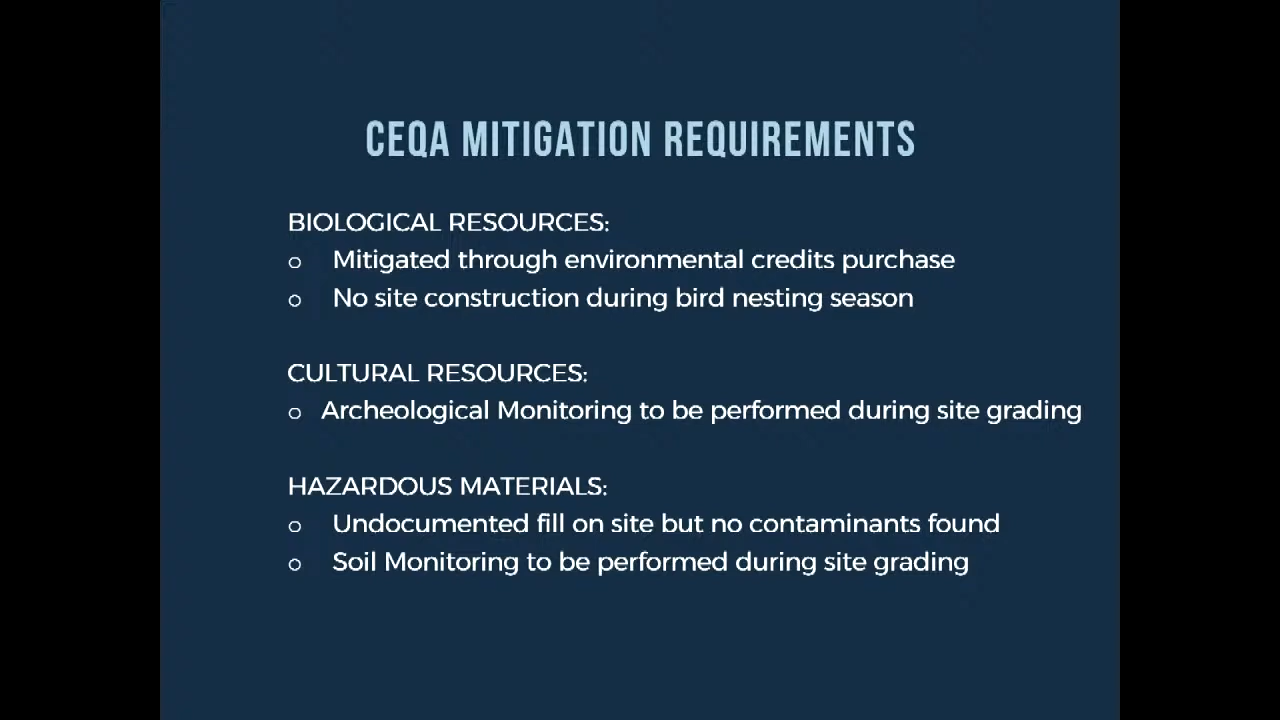 CEQA MITIGATION REQUIREMENTS
BIOLOGICAL RESOURCES:
o Mitigated through environmental credits purchase
o No site construction during bird nesting season
CULTURAL RESOURCES:
o Archeological Monitoring to be performed during site grading
HAZARDOUS MATERIALS:
o Undocumented fill on site but no contaminants found
o Soil Monitoring to be performed during site grading